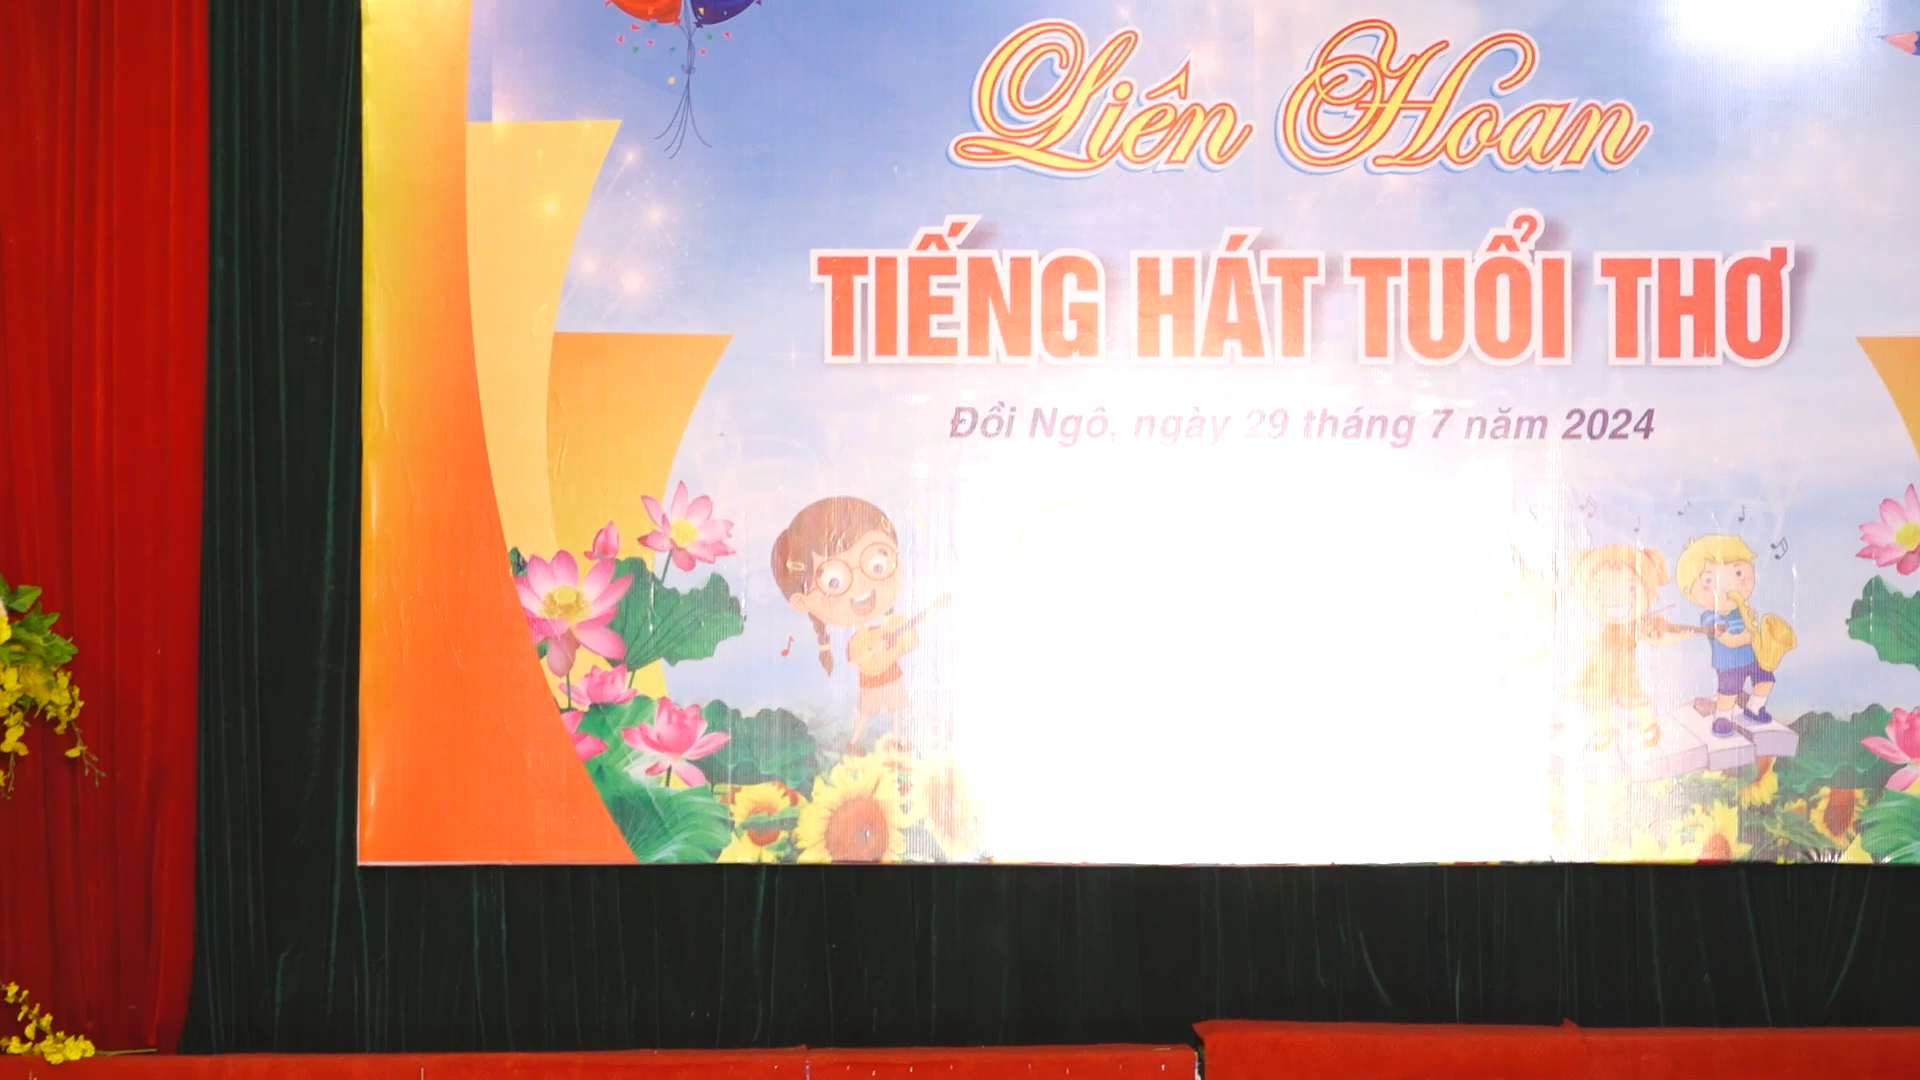 Liên Hoan
TIẾNG HÁT TUỔI THƠ
Đồi Ngô, ngày 29 tháng 7 năm 2024